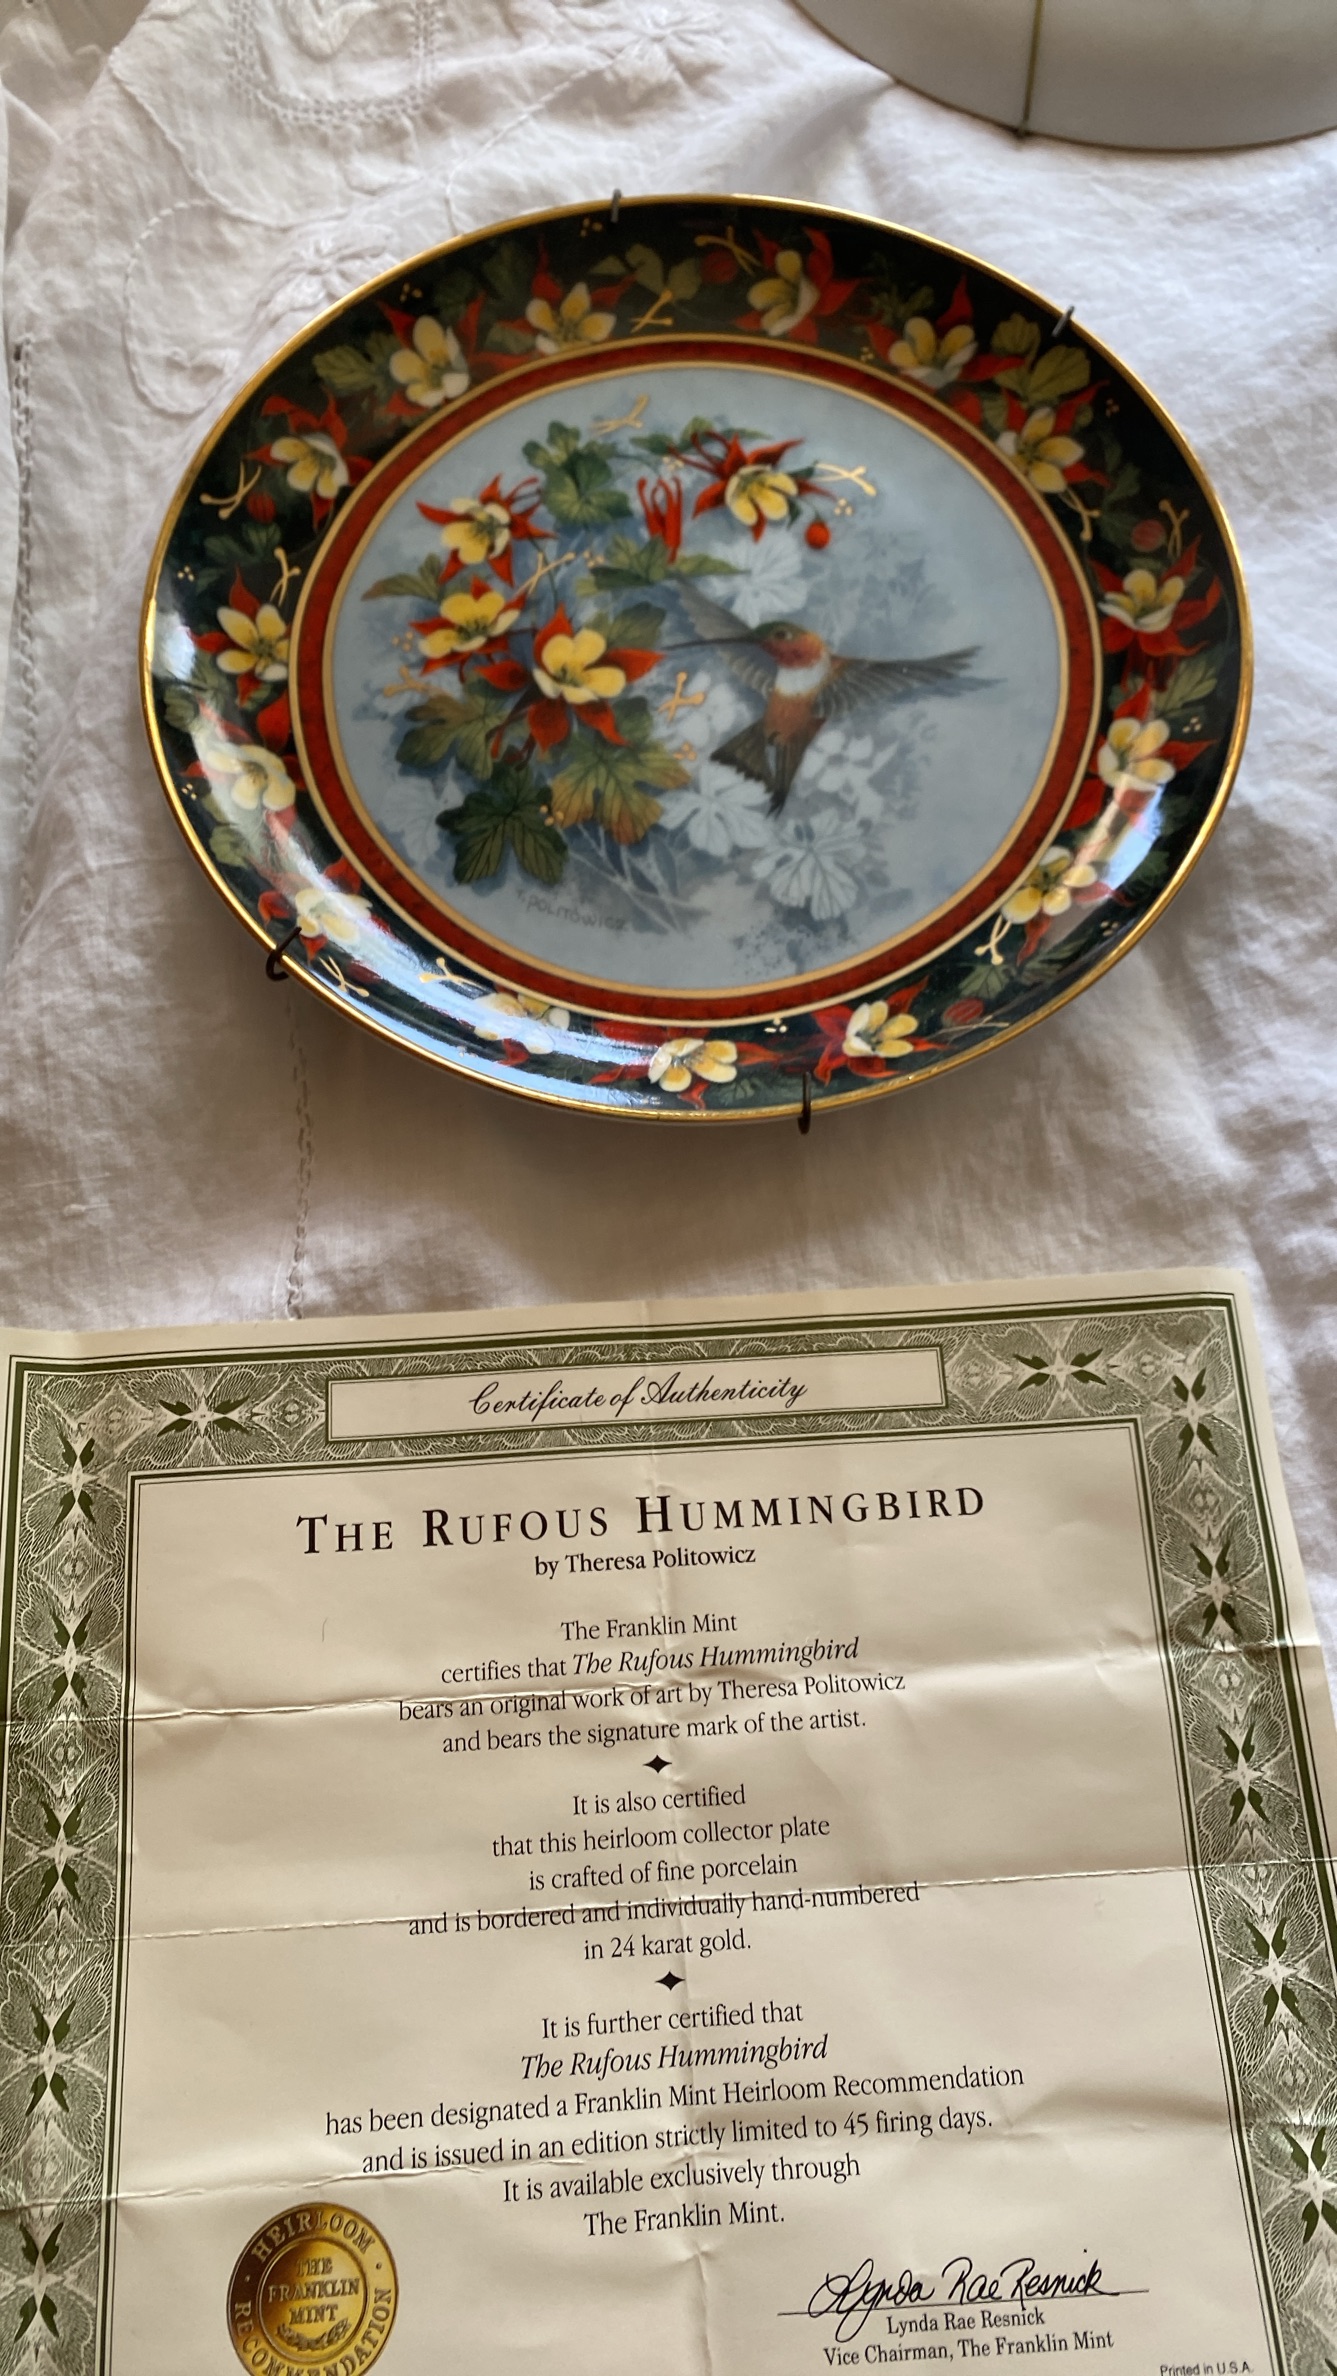 POLITOWICZ
Certificate of Authenticity
THE RUFOUS HUMMINGBIRD
by Theresa Politowicz
The Franklin Mint
certifies that The Rufous Hummingbird
bears an original work of art by Theresa Politowicz
and bears the signature mark of the artist.
It is also certified
that this heirloom collector plate
is crafted of fine porcelain
and is bordered and individually hand-numbered
in 24 karat gold.
It is further certified that
The Rufous Hummingbird
has been designated a Franklin Mint Heirloom Recommendation
and is issued in an edition strictly limited to 45 firing days.
It is available exclusively through
The Franklin Mint.
HEIRLOOM
THE
FRANKLIN
MINT
RECOMMENDATION
Lynda Rae Resnick
Lynda Rae Resnick
Vice Chairman, The Franklin Mint
Printed in U.S.A.